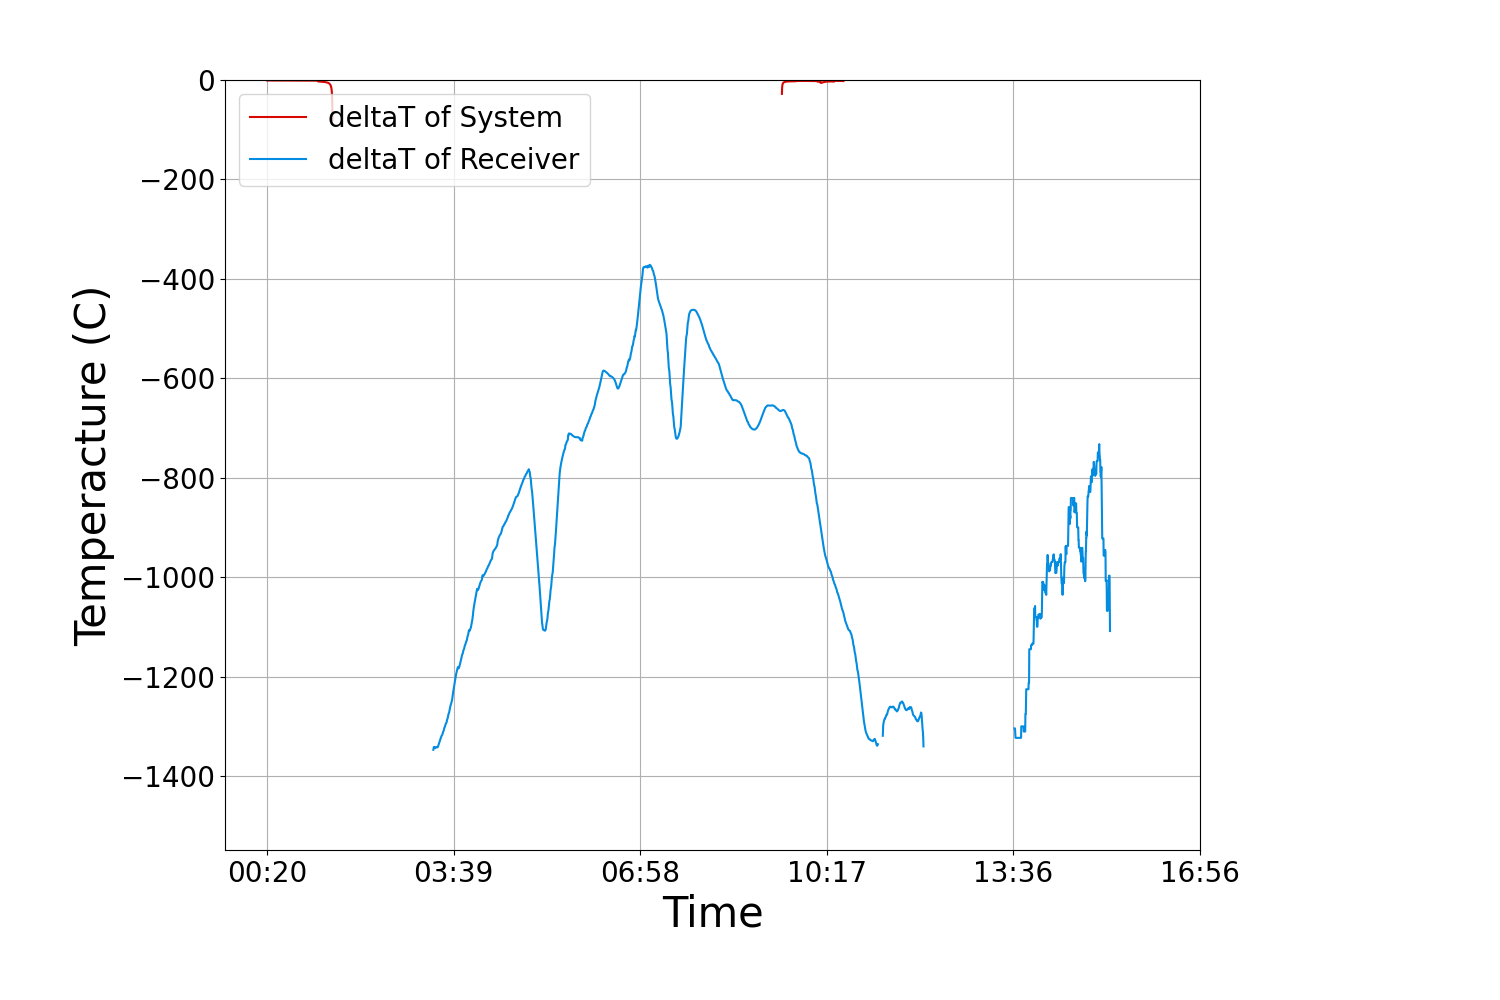 0
−200
−400
−600
−800
−1000
−1200
−1400
Temperacture (C)
deltaT of System
deltaT of Receiver
00:20 03:39 06:58 10:17 13:36 16:56
Time